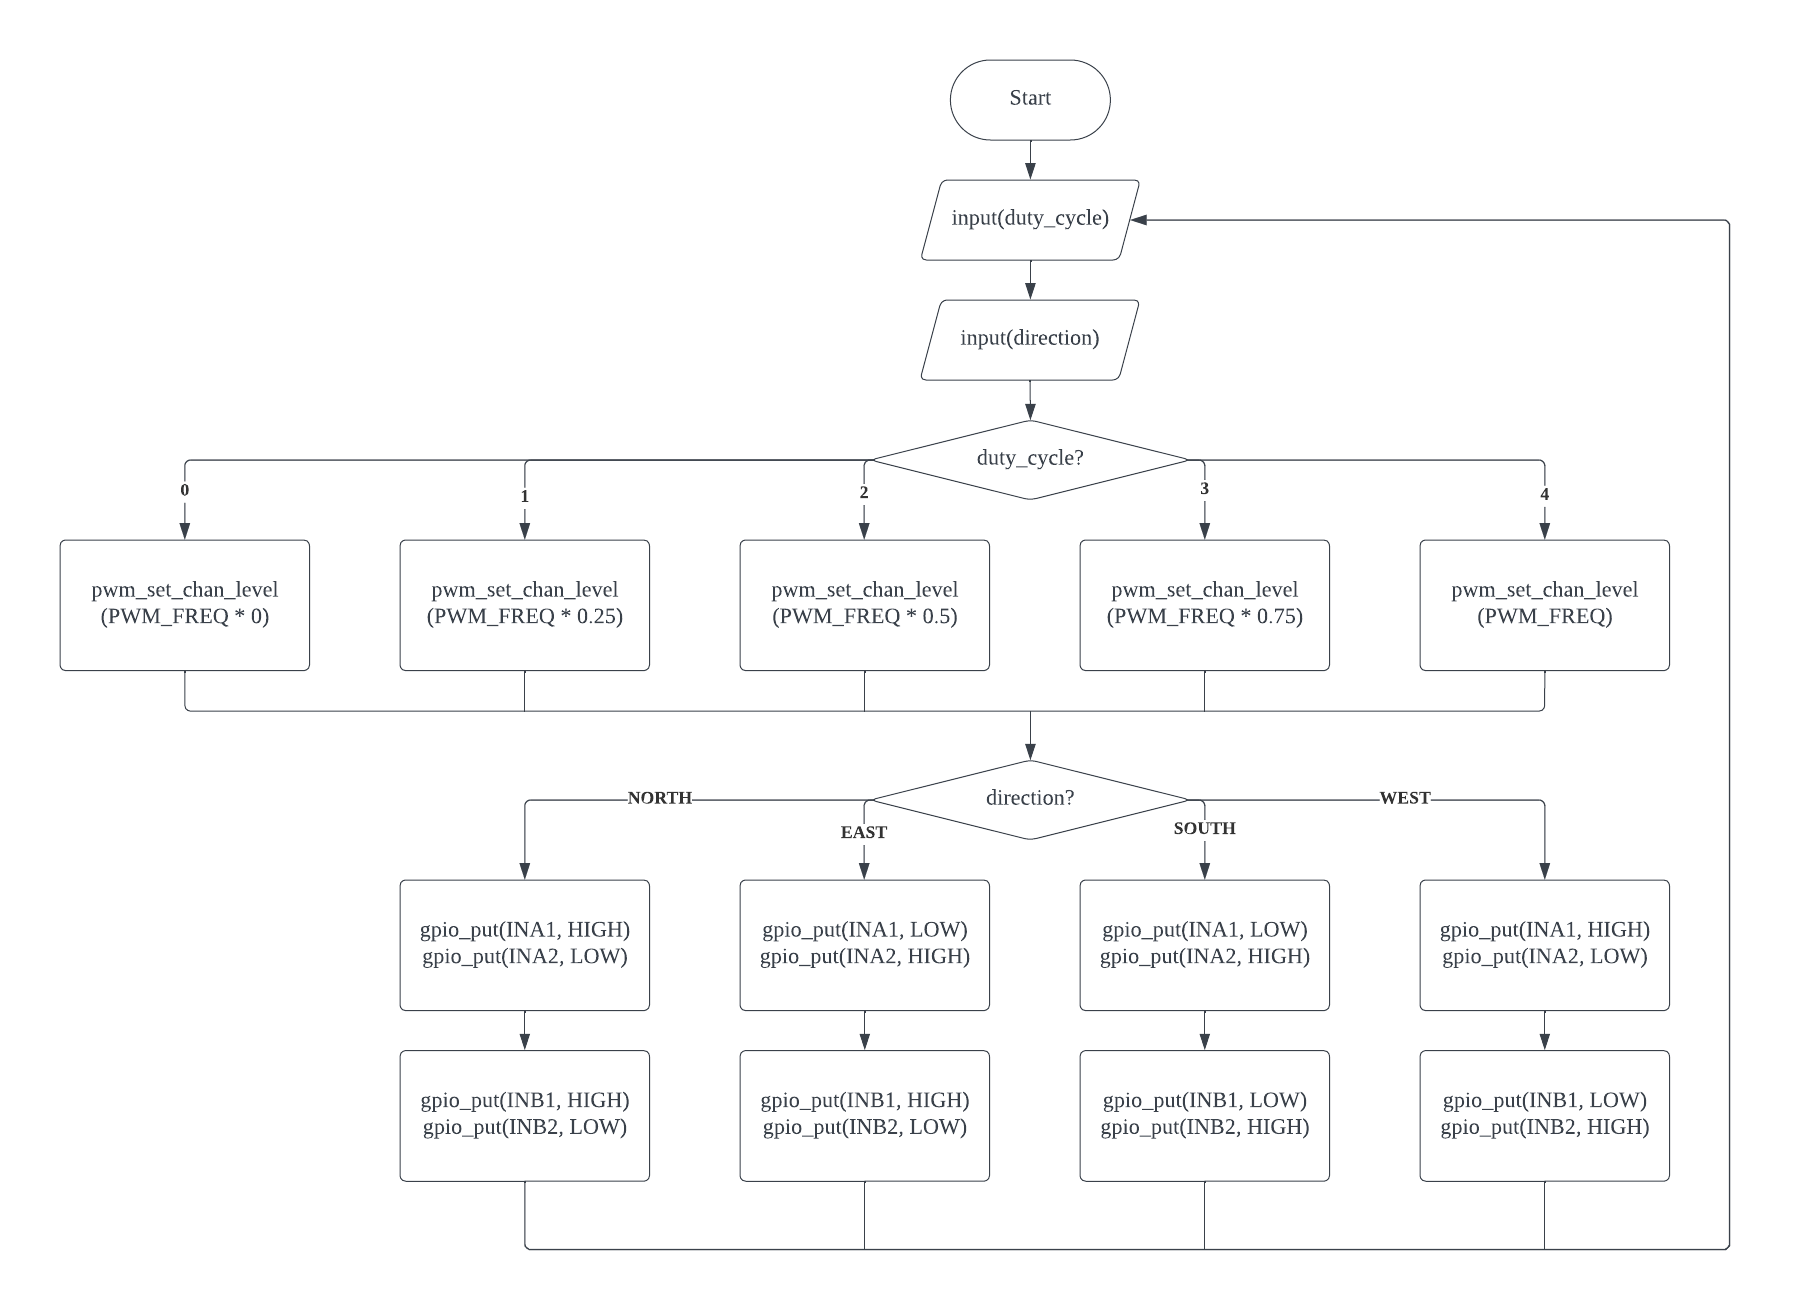 Start
input(duty_cycle)
input(direction)
duty_cycle?
0
1
2
3
4
pwm_set_chan_level
(PWM_FREQ * 0)
pwm_set_chan_level
(PWM_FREQ * 0.25)
pwm_set_chan_level
(PWM_FREQ * 0.5)
pwm_set_chan_level
(PWM_FREQ * 0.75)
pwm_set_chan_level
(PWM_FREQ)
direction?
NORTH
EAST
SOUTH
WEST
gpio_put(INA1, HIGH)
gpio_put(INA2, LOW)
gpio_put(INA1, LOW)
gpio_put(INA2, HIGH)
gpio_put(INA1, LOW)
gpio_put(INA2, HIGH)
gpio_put(INA1, HIGH)
gpio_put(INA2, LOW)
gpio_put(INB1, HIGH)
gpio_put(INB2, LOW)
gpio_put(INB1, HIGH)
gpio_put(INB2, LOW)
gpio_put(INB1, LOW)
gpio_put(INB2, HIGH)
gpio_put(INB1, LOW)
gpio_put(INB2, HIGH)